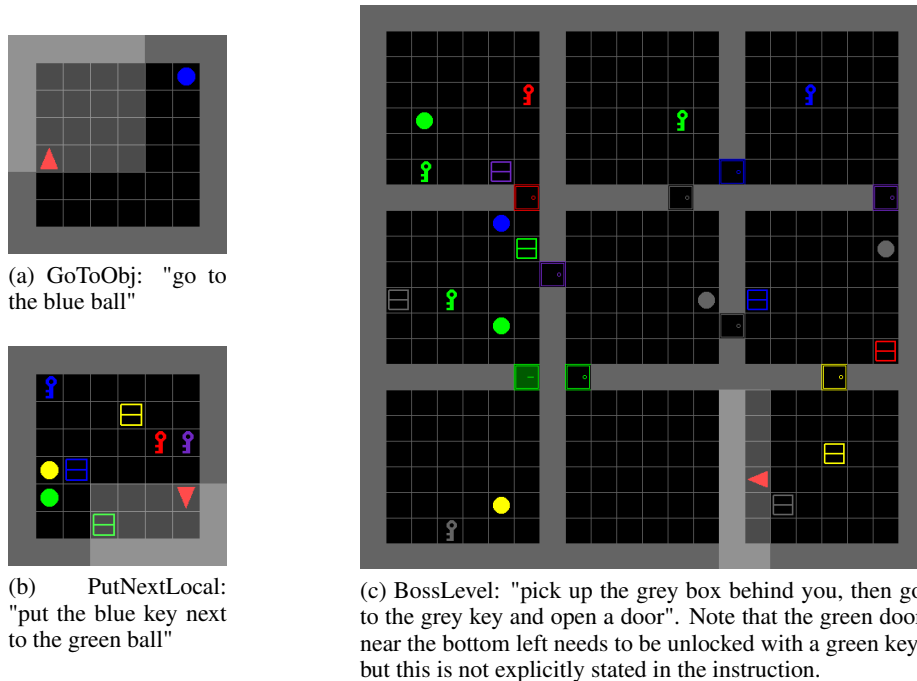 (a) GoToObj: "go to
the blue ball"
(b) PutNextLocal:
"put the blue key next
to the green ball"
(c) BossLevel: "pick up the grey box behind you, then go
to the grey key and open a door". Note that the green door
near the bottom left needs to be unlocked with a green key,
but this is not explicitly stated in the instruction.